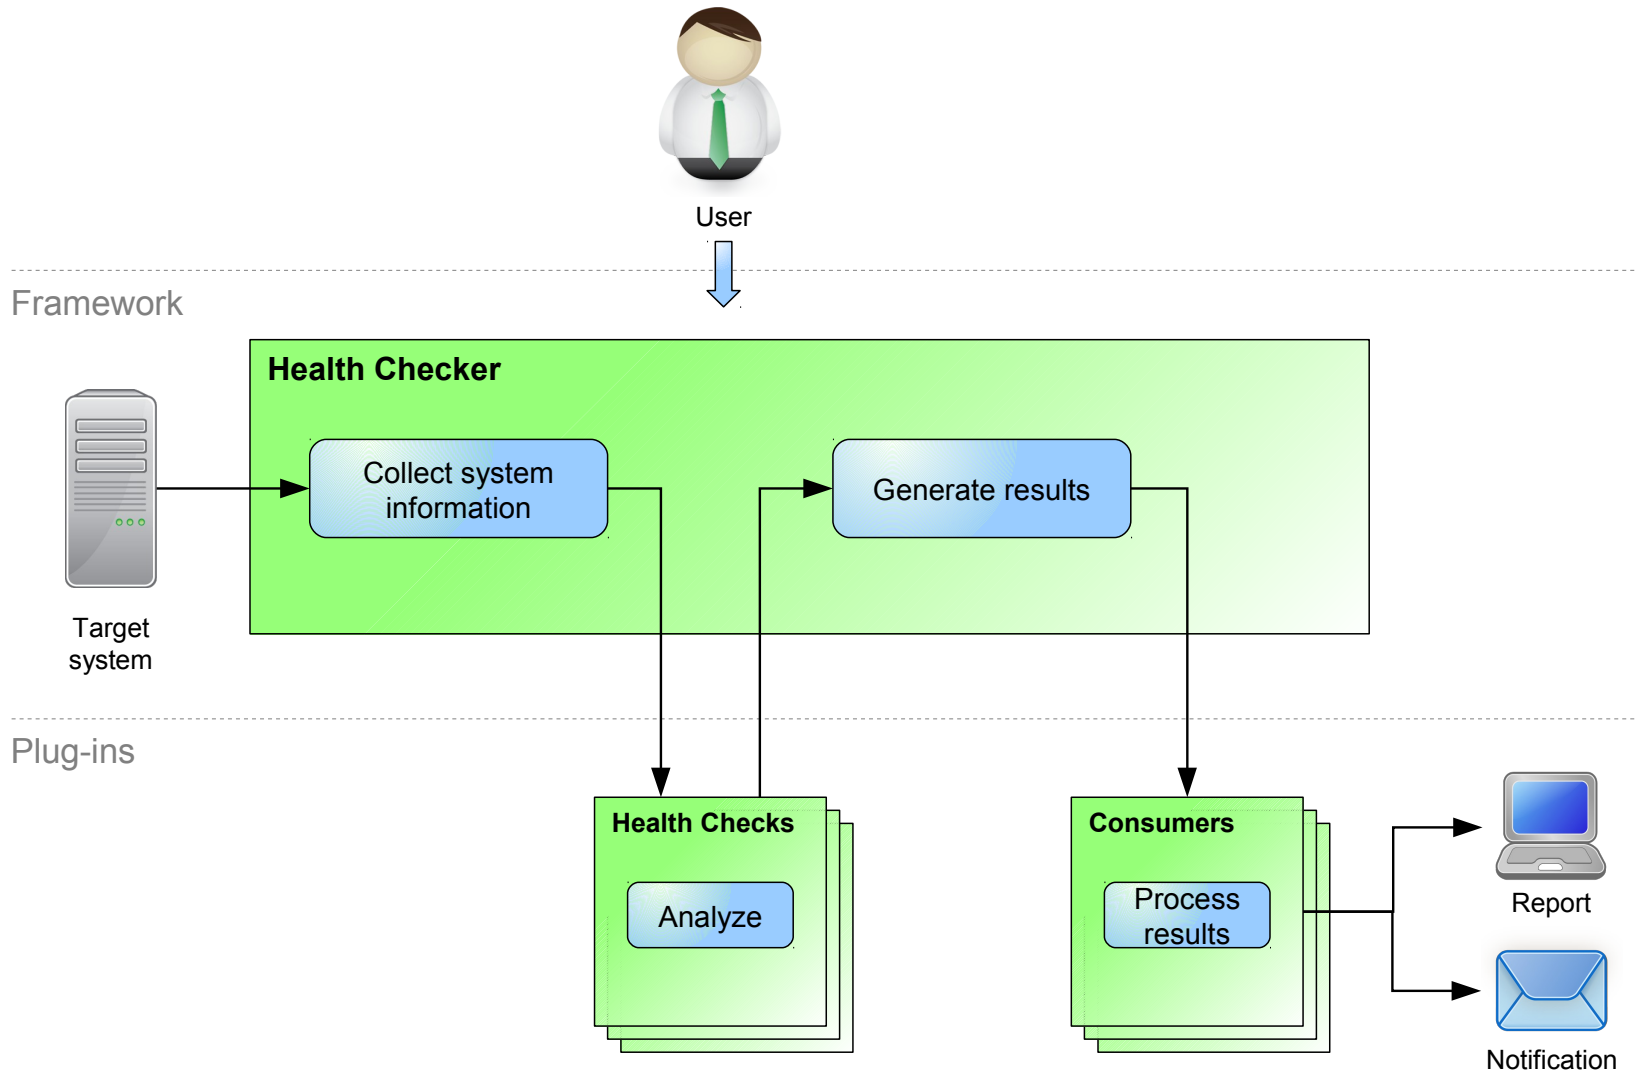 User
Framework
Health Checker
Collect system
information
Generate results
Target
system
Plug-ins
Health Checks
Analyze
Consumers
Process
results
Report
Notification